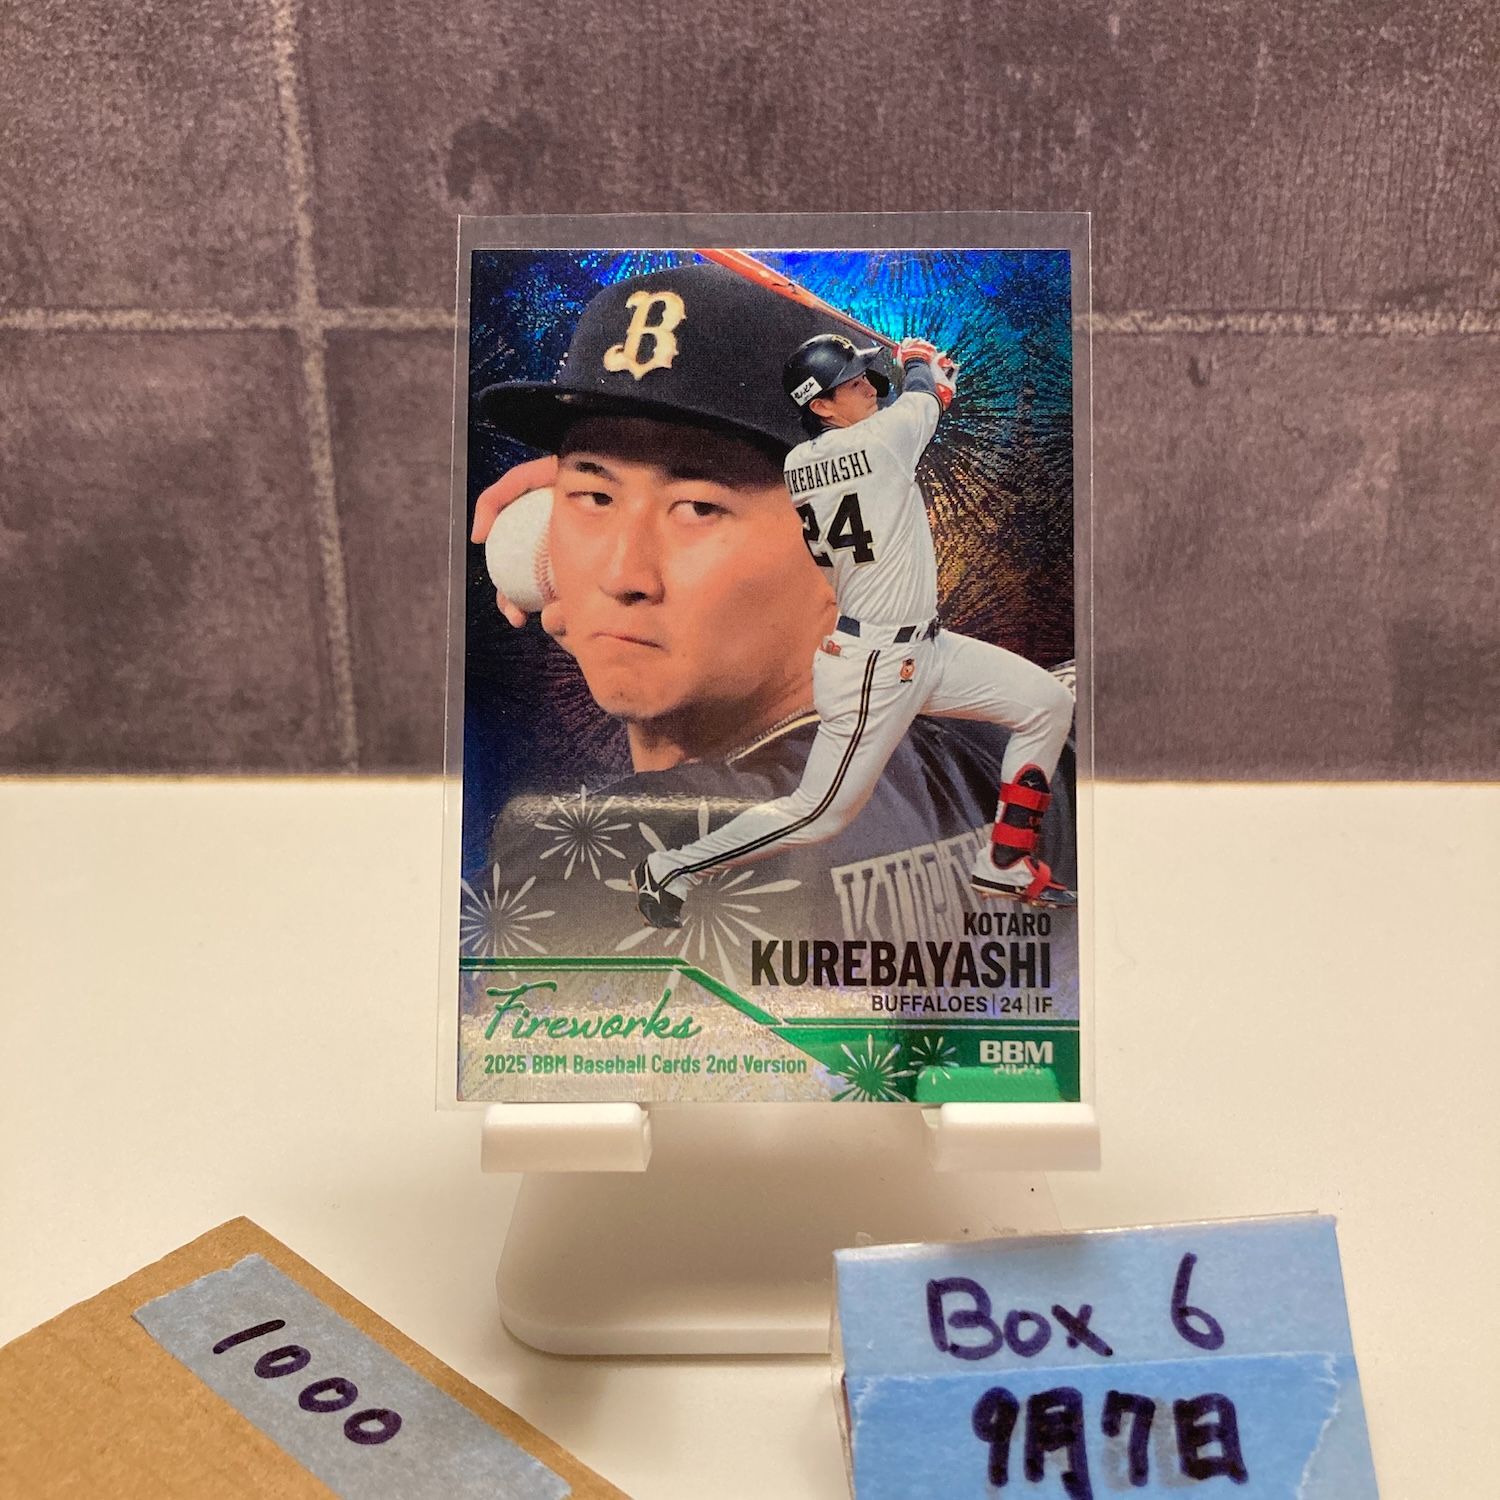 B
KUREBAYASHI
24
KOTARO
KUREBAYASHI
BUFFALOES|24|IF
Fireworks
2025 BBM Baseball Cards 2nd Version
BBM
2025
1000
Box 6
9月7日